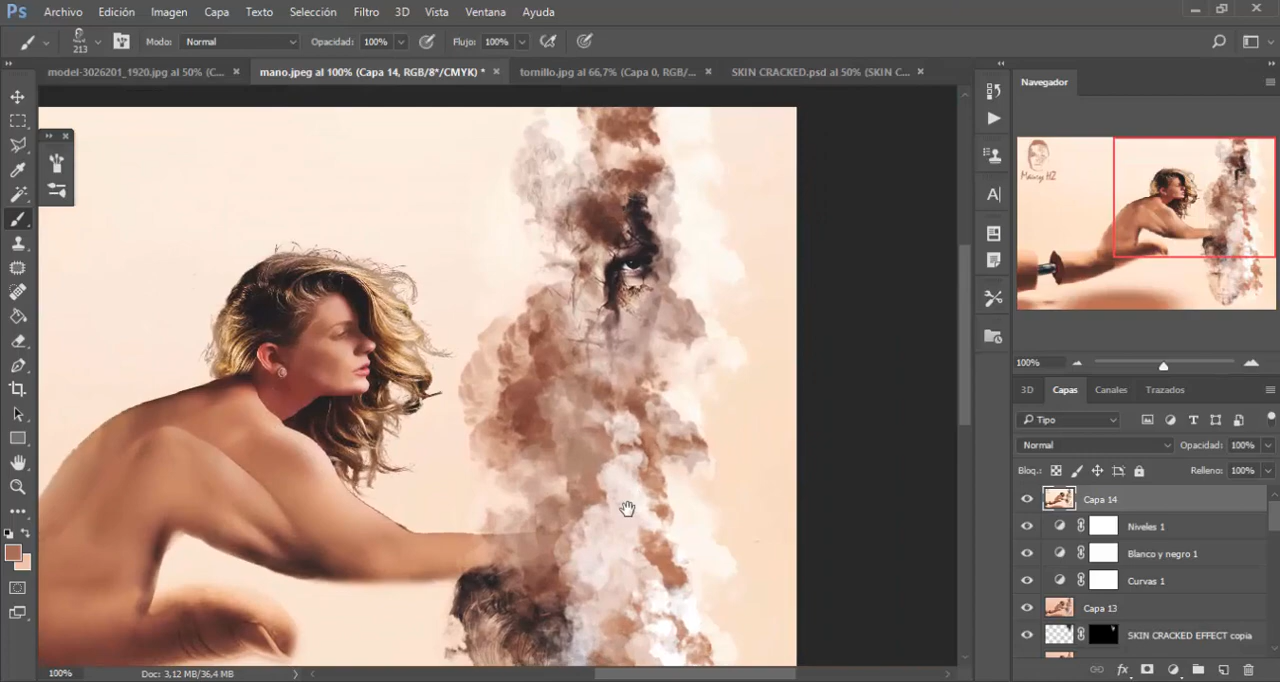 Ps Archivo Edición Imagen Capa Texto Selección Filtro 3D Vista Ventana Ayuda
213 Modo: Normal Opacidad: 100% Flujo: 100%
model-3026201_1920.jpg al 50% (C... × mano.jpeg al 100% (Capa 14, RGB/8*/CMYK) * × tornillo.jpg al 66,7% (Capa 0, RGB/... × SKIN CRACKED.psd al 50% (SKIN C... ×
Navegador
100%
3D Capas Canales Trazados
Tipo
Normal Opacidad: 100%
Bloq.: Relleno: 100%
Capa 14
Niveles 1
Blanco y negro 1
Curvas 1
Capa 13
SKIN CRACKED EFFECT copia
100% Doc: 3,12 MB/36,4 MB